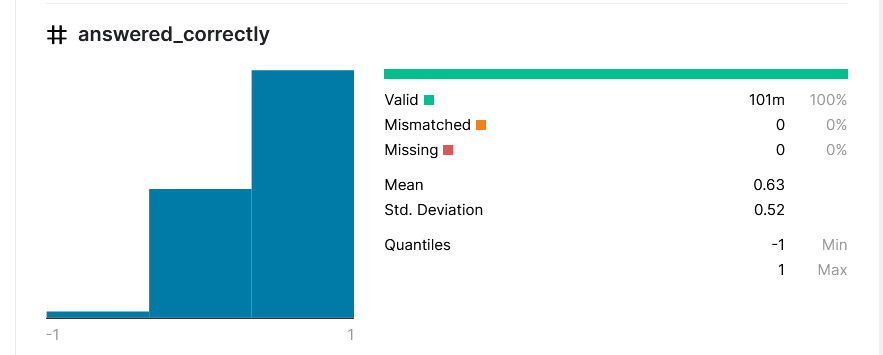 # answered_correctly
Valid 101m 100%
Mismatched 0 0%
Missing 0 0%
Mean 0.63
Std. Deviation 0.52
Quantiles -1 Min
1 Max
-1 1